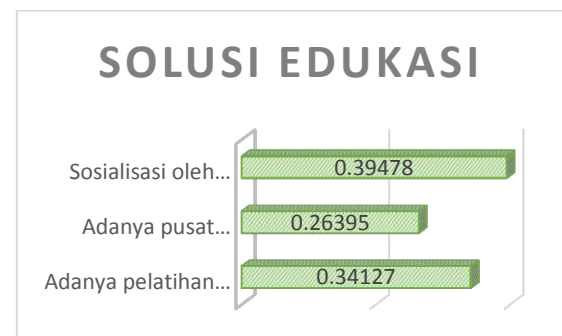 SOLUSI EDUKASI
Sosialisasi oleh... 0.39478
Adanya pusat... 0.26395
Adanya pelatihan... 0.34127